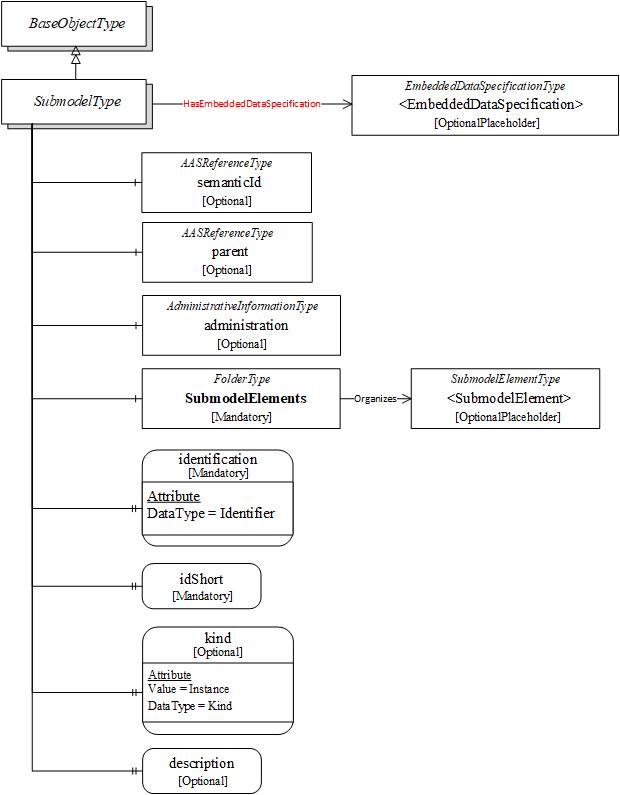 BaseObjectType
SubmodelType
HasEmbeddedDataSpecification
EmbeddedDataSpecificationType
<EmbeddedDataSpecification>
[OptionalPlaceholder]
AASReferenceType
semanticId
[Optional]
AASReferenceType
parent
[Optional]
AdministrativeInformationType
administration
[Optional]
FolderType
SubmodelElements
[Mandatory]
Organizes
SubmodelElementType
<SubmodelElement>
[OptionalPlaceholder]
identification
[Mandatory]
Attribute
DataType = Identifier
idShort
[Mandatory]
kind
[Optional]
Attribute
Value = Instance
DataType = Kind
description
[Optional]